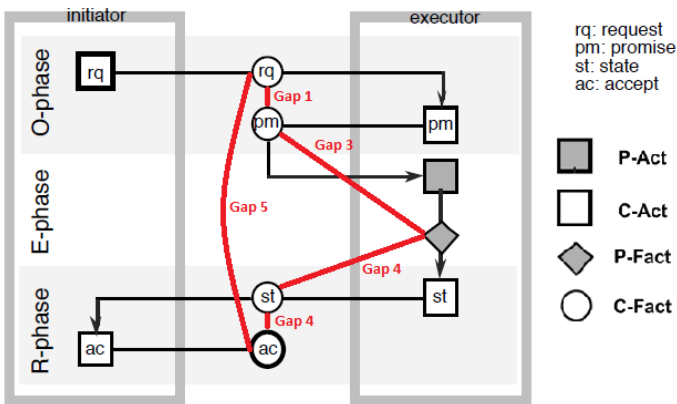 initiator
executor
rq: request
pm: promise
st: state
ac: accept
O-phase
rq
rq
Gap 1
pm
pm
Gap 3
P-Act
E-phase
Gap 5
C-Act
P-Fact
Gap 4
R-phase
st
st
C-Fact
Gap 4
ac
ac